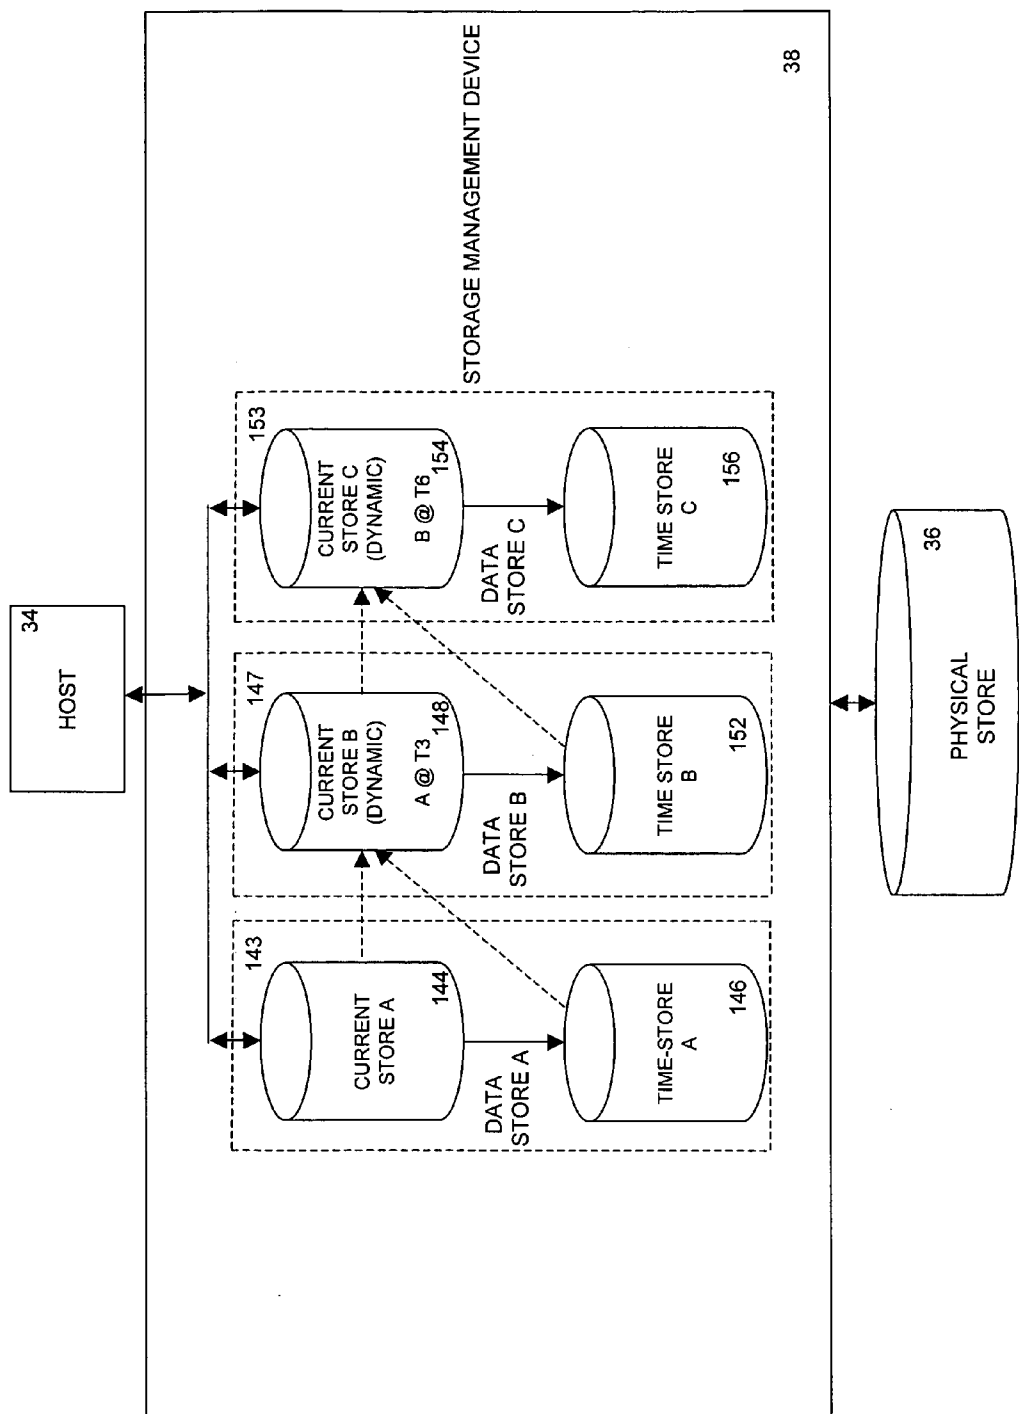 HOST
34
STORAGE MANAGEMENT DEVICE
38
143
CURRENT
STORE A
144
DATA
STORE A
TIME-STORE
A
146
147
CURRENT
STORE B
(DYNAMIC)
A @ T3
148
DATA
STORE B
TIME STORE
B
152
153
CURRENT
STORE C
(DYNAMIC)
B @ T6
154
DATA
STORE C
TIME STORE
C
156
36
PHYSICAL
STORE